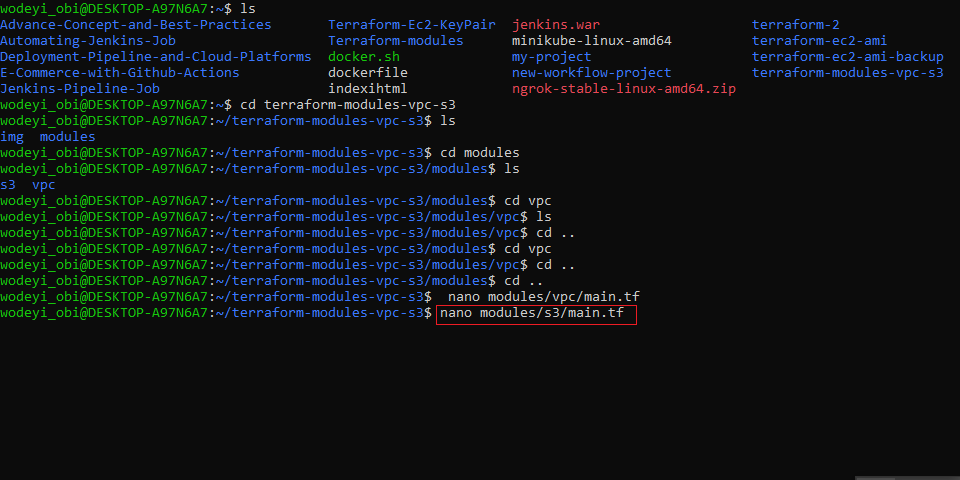 wodeyi_obi@DESKTOP-A97N6A7:~$ ls
Advance-Concept-and-Best-Practices Terraform-Ec2-KeyPair jenkins.war terraform-2
Automating-Jenkins-Job Terraform-modules minikube-linux-amd64 terraform-ec2-ami
Deployment-Pipeline-and-Cloud-Platforms docker.sh my-project terraform-ec2-ami-backup
E-Commerce-with-Github-Actions dockerfile new-workflow-project terraform-modules-vpc-s3
Jenkins-Pipeline-Job indexihtml ngrok-stable-linux-amd64.zip
wodeyi_obi@DESKTOP-A97N6A7:~$ cd terraform-modules-vpc-s3
wodeyi_obi@DESKTOP-A97N6A7:~/terraform-modules-vpc-s3$ ls
img modules
wodeyi_obi@DESKTOP-A97N6A7:~/terraform-modules-vpc-s3$ cd modules
wodeyi_obi@DESKTOP-A97N6A7:~/terraform-modules-vpc-s3/modules$ ls
s3 vpc
wodeyi_obi@DESKTOP-A97N6A7:~/terraform-modules-vpc-s3/modules$ cd vpc
wodeyi_obi@DESKTOP-A97N6A7:~/terraform-modules-vpc-s3/modules/vpc$ ls
wodeyi_obi@DESKTOP-A97N6A7:~/terraform-modules-vpc-s3/modules/vpc$ cd ..
wodeyi_obi@DESKTOP-A97N6A7:~/terraform-modules-vpc-s3/modules$ cd vpc
wodeyi_obi@DESKTOP-A97N6A7:~/terraform-modules-vpc-s3/modules/vpc$ cd ..
wodeyi_obi@DESKTOP-A97N6A7:~/terraform-modules-vpc-s3/modules$ cd ..
wodeyi_obi@DESKTOP-A97N6A7:~/terraform-modules-vpc-s3$  nano modules/vpc/main.tf
wodeyi_obi@DESKTOP-A97N6A7:~/terraform-modules-vpc-s3$ nano modules/s3/main.tf